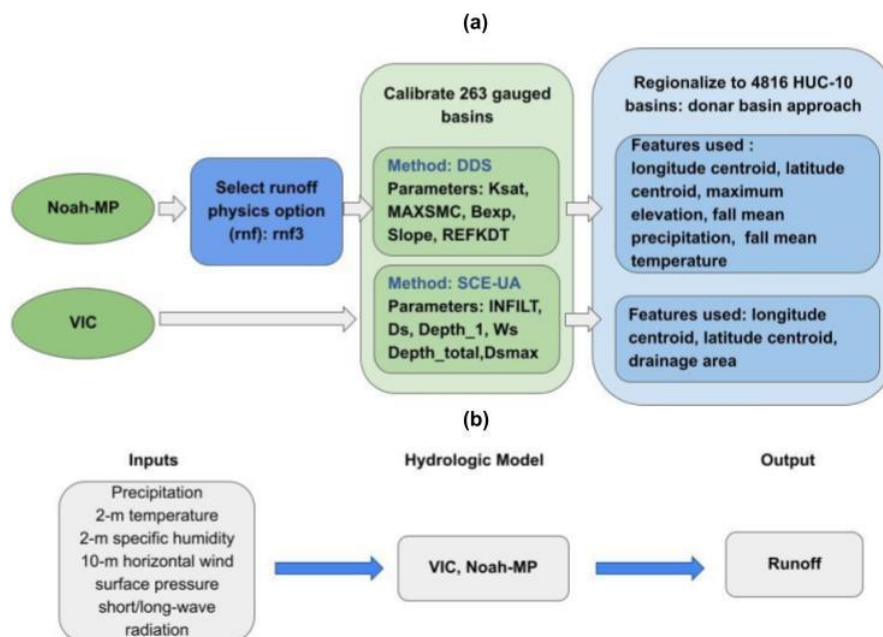 (a)
Calibrate 263 gauged
basins
Regionalize to 4816 HUC-10
basins: donar basin approach
Noah-MP
Select runoff
physics option
(rnf): rnf3
Method: DDS
Parameters: Ksat,
MAXSMC, Bexp,
Slope, REFKDT
Features used :
longitude centroid, latitude
centroid, maximum
elevation, fall mean
precipitation, fall mean
temperature
VIC
Method: SCE-UA
Parameters: INFILT,
Ds, Depth_1, Ws
Depth_total,Dsmax
Features used: longitude
centroid, latitude centroid,
drainage area
(b)
Inputs
Precipitation
2-m temperature
2-m specific humidity
10-m horizontal wind
surface pressure
short/long-wave
radiation
Hydrologic Model
VIC, Noah-MP
Output
Runoff